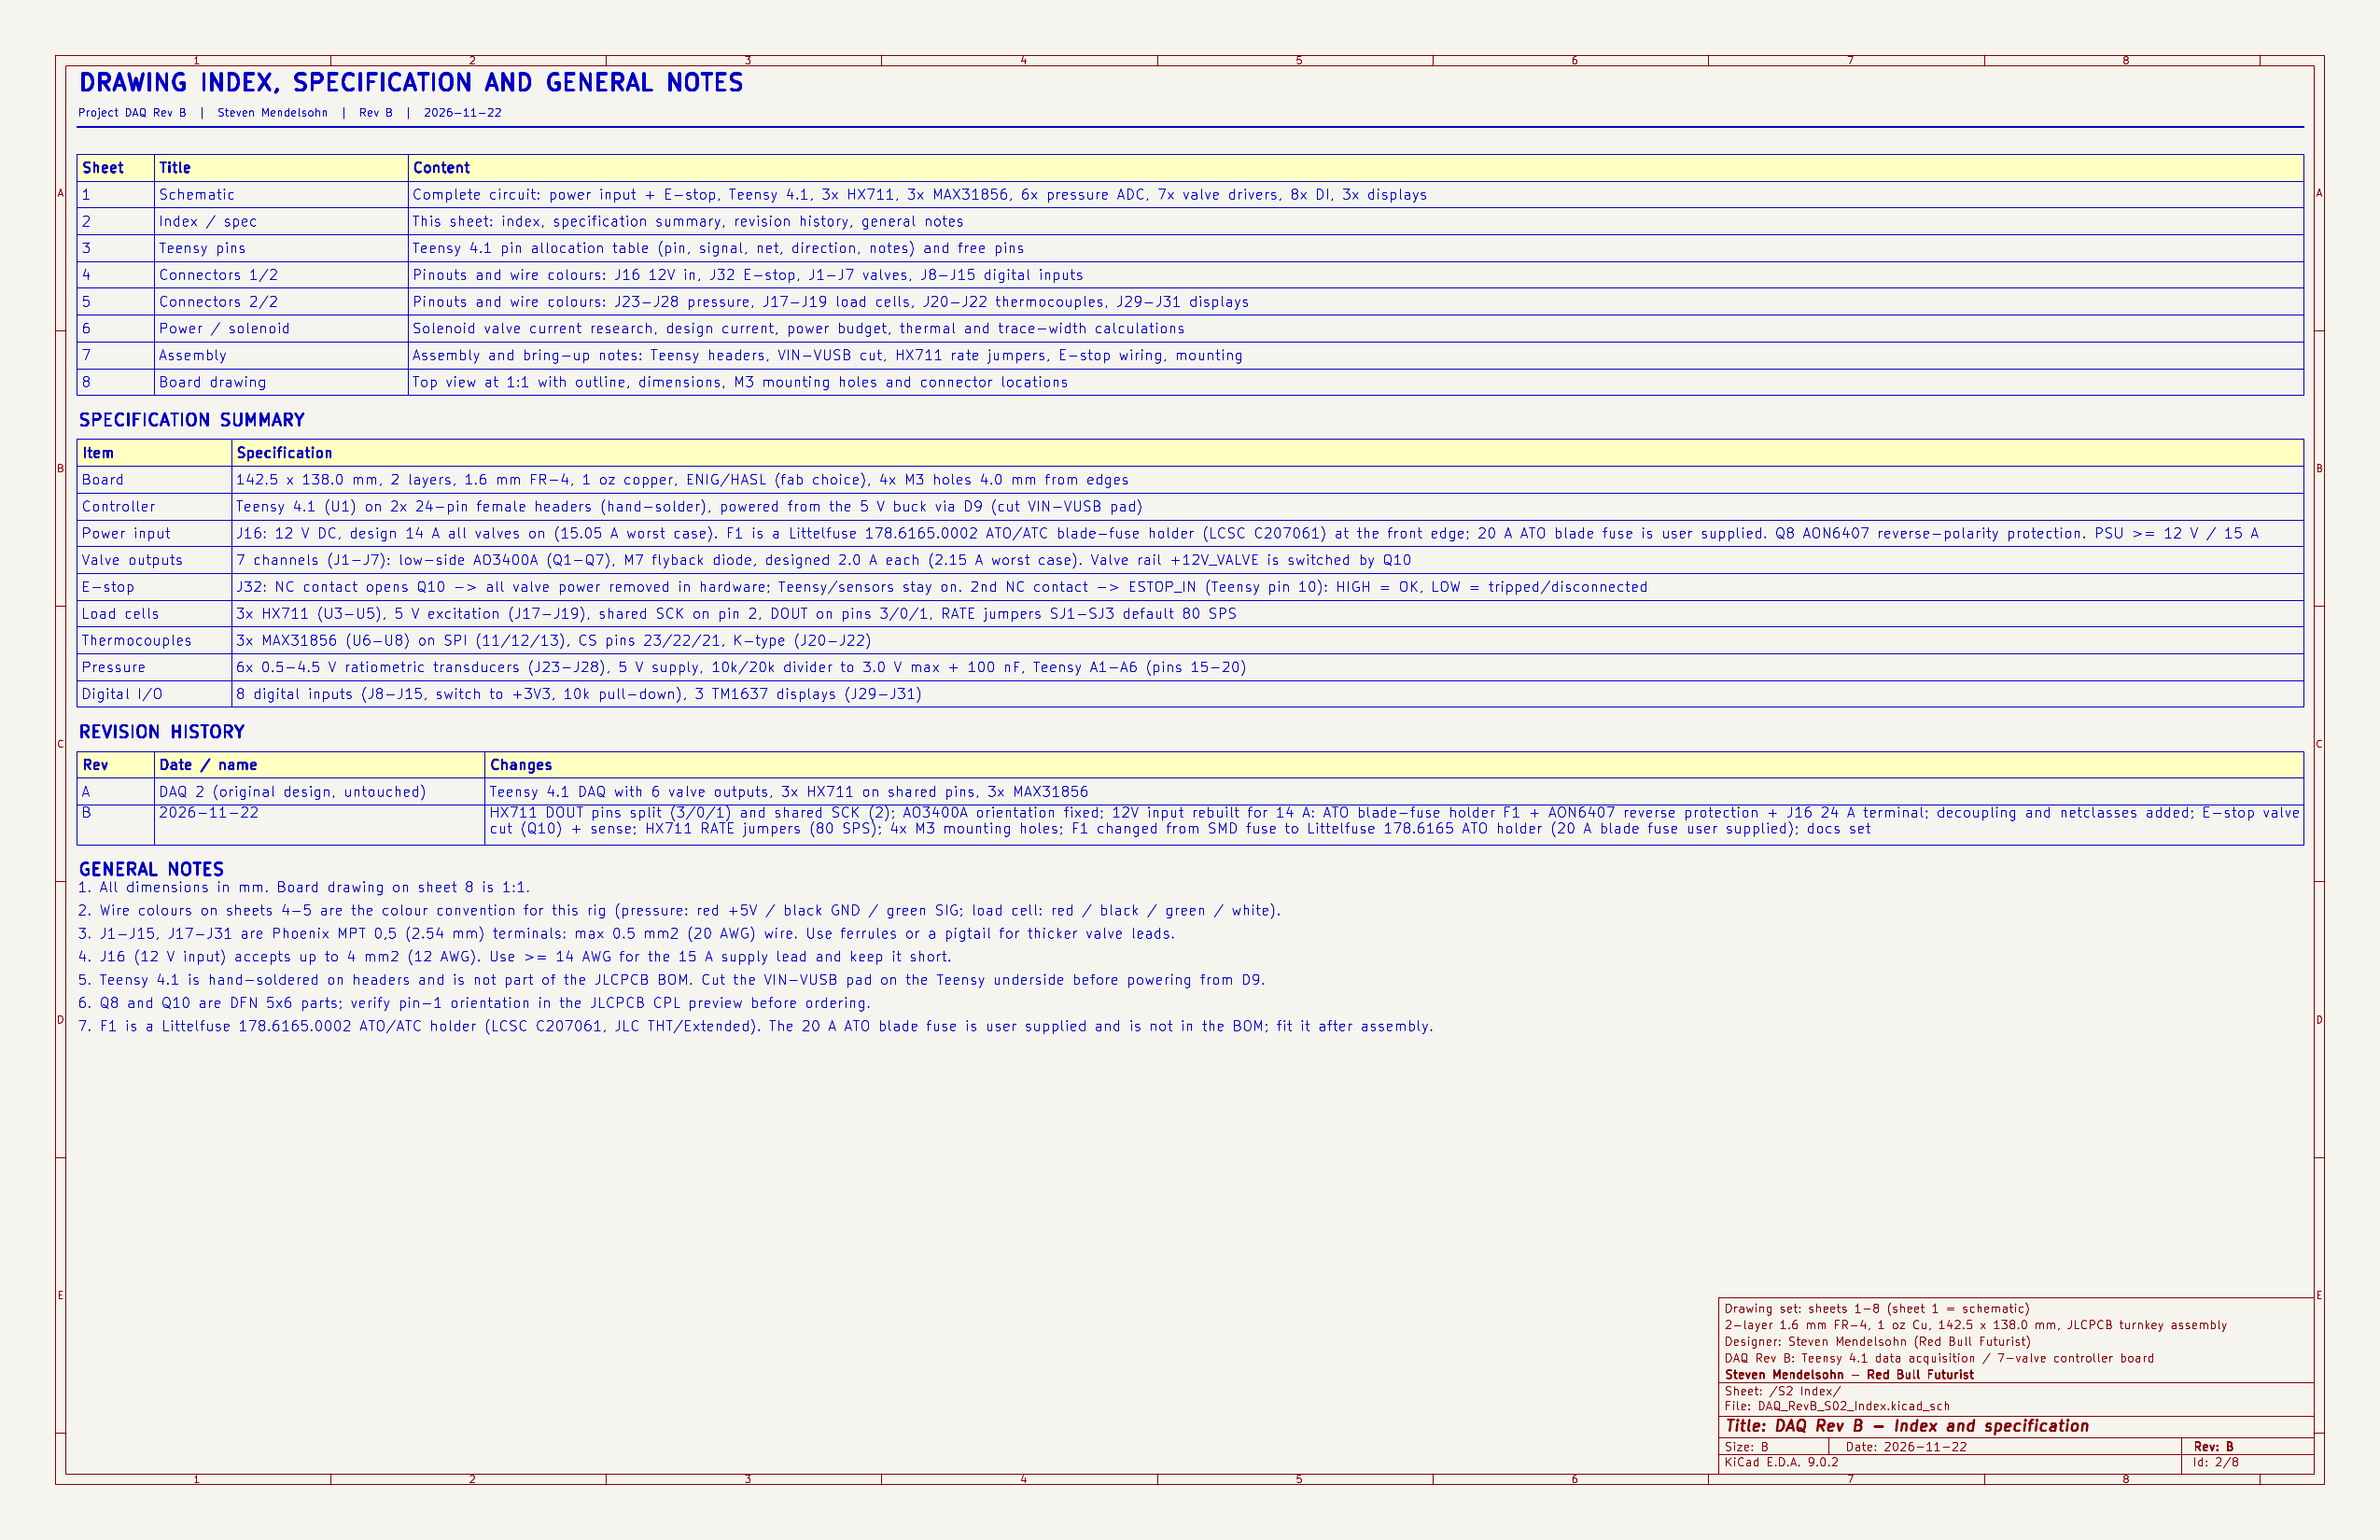 1 2 3 4 5 6 7 8
DRAWING INDEX, SPECIFICATION AND GENERAL NOTES
Project DAQ Rev B | Steven Mendelsohn | Rev B | 2026-11-22
Sheet Title Content
A 1 Schematic Complete circuit: power input + E-stop, Teensy 4.1, 3x HX711, 3x MAX31856, 6x pressure ADC, 7x valve drivers, 8x DI, 3x displays A
2 Index / spec This sheet: index, specification summary, revision history, general notes
3 Teensy pins Teensy 4.1 pin allocation table (pin, signal, net, direction, notes) and free pins
4 Connectors 1/2 Pinouts and wire colours: J16 12V in, J32 E-stop, J1-J7 valves, J8-J15 digital inputs
5 Connectors 2/2 Pinouts and wire colours: J23-J28 pressure, J17-J19 load cells, J20-J22 thermocouples, J29-J31 displays
6 Power / solenoid Solenoid valve current research, design current, power budget, thermal and trace-width calculations
7 Assembly Assembly and bring-up notes: Teensy headers, VIN-VUSB cut, HX711 rate jumpers, E-stop wiring, mounting
8 Board drawing Top view at 1:1 with outline, dimensions, M3 mounting holes and connector locations
SPECIFICATION SUMMARY
Item Specification
B B
Board 142.5 x 138.0 mm, 2 layers, 1.6 mm FR-4, 1 oz copper, ENIG/HASL (fab choice), 4x M3 holes 4.0 mm from edges
Controller Teensy 4.1 (U1) on 2x 24-pin female headers (hand-solder), powered from the 5 V buck via D9 (cut VIN-VUSB pad)
Power input J16: 12 V DC, design 14 A all valves on (15.05 A worst case). F1 is a Littelfuse 178.6165.0002 ATO/ATC blade-fuse holder (LCSC C207061) at the front edge; 20 A ATO blade fuse is user supplied. Q8 AON6407 reverse-polarity protection. PSU >= 12 V / 15 A
Valve outputs 7 channels (J1-J7): low-side AO3400A (Q1-Q7), M7 flyback diode, designed 2.0 A each (2.15 A worst case). Valve rail +12V_VALVE is switched by Q10
E-stop J32: NC contact opens Q10 -> all valve power removed in hardware; Teensy/sensors stay on. 2nd NC contact -> ESTOP_IN (Teensy pin 10): HIGH = OK, LOW = tripped/disconnected
Load cells 3x HX711 (U3-U5), 5 V excitation (J17-J19), shared SCK on pin 2, DOUT on pins 3/0/1, RATE jumpers SJ1-SJ3 default 80 SPS
Thermocouples 3x MAX31856 (U6-U8) on SPI (11/12/13), CS pins 23/22/21, K-type (J20-J22)
Pressure 6x 0.5-4.5 V ratiometric transducers (J23-J28), 5 V supply, 10k/20k divider to 3.0 V max + 100 nF, Teensy A1-A6 (pins 15-20)
Digital I/O 8 digital inputs (J8-J15, switch to +3V3, 10k pull-down), 3 TM1637 displays (J29-J31)
REVISION HISTORY
C C
Rev Date / name Changes
A DAQ 2 (original design, untouched) Teensy 4.1 DAQ with 6 valve outputs, 3x HX711 on shared pins, 3x MAX31856
B 2026-11-22 HX711 DOUT pins split (3/0/1) and shared SCK (2); AO3400A orientation fixed; 12V input rebuilt for 14 A: ATO blade-fuse holder F1 + AON6407 reverse protection + J16 24 A terminal; decoupling and netclasses added; E-stop valve
cut (Q10) + sense; HX711 RATE jumpers (80 SPS); 4x M3 mounting holes; F1 changed from SMD fuse to Littelfuse 178.6165 ATO holder (20 A blade fuse user supplied); docs set
GENERAL NOTES
1. All dimensions in mm. Board drawing on sheet 8 is 1:1.
2. Wire colours on sheets 4-5 are the colour convention for this rig (pressure: red +5V / black GND / green SIG; load cell: red / black / green / white).
3. J1-J15, J17-J31 are Phoenix MPT 0,5 (2.54 mm) terminals: max 0.5 mm2 (20 AWG) wire. Use ferrules or a pigtail for thicker valve leads.
4. J16 (12 V input) accepts up to 4 mm2 (12 AWG). Use >= 14 AWG for the 15 A supply lead and keep it short.
5. Teensy 4.1 is hand-soldered on headers and is not part of the JLCPCB BOM. Cut the VIN-VUSB pad on the Teensy underside before powering from D9.
6. Q8 and Q10 are DFN 5x6 parts; verify pin-1 orientation in the JLCPCB CPL preview before ordering.
D D
7. F1 is a Littelfuse 178.6165.0002 ATO/ATC holder (LCSC C207061, JLC THT/Extended). The 20 A ATO blade fuse is user supplied and is not in the BOM; fit it after assembly.
E E
Drawing set: sheets 1-8 (sheet 1 = schematic)
2-layer 1.6 mm FR-4, 1 oz Cu, 142.5 x 138.0 mm, JLCPCB turnkey assembly
Designer: Steven Mendelsohn (Red Bull Futurist)
DAQ Rev B: Teensy 4.1 data acquisition / 7-valve controller board
Steven Mendelsohn - Red Bull Futurist
Sheet: /S2 Index/
File: DAQ_RevB_S02_Index.kicad_sch
Title: DAQ Rev B - Index and specification
Size: B Date: 2026-11-22 Rev: B
KiCad E.D.A. 9.0.2 Id: 2/8
1 2 3 4 5 6 7 8